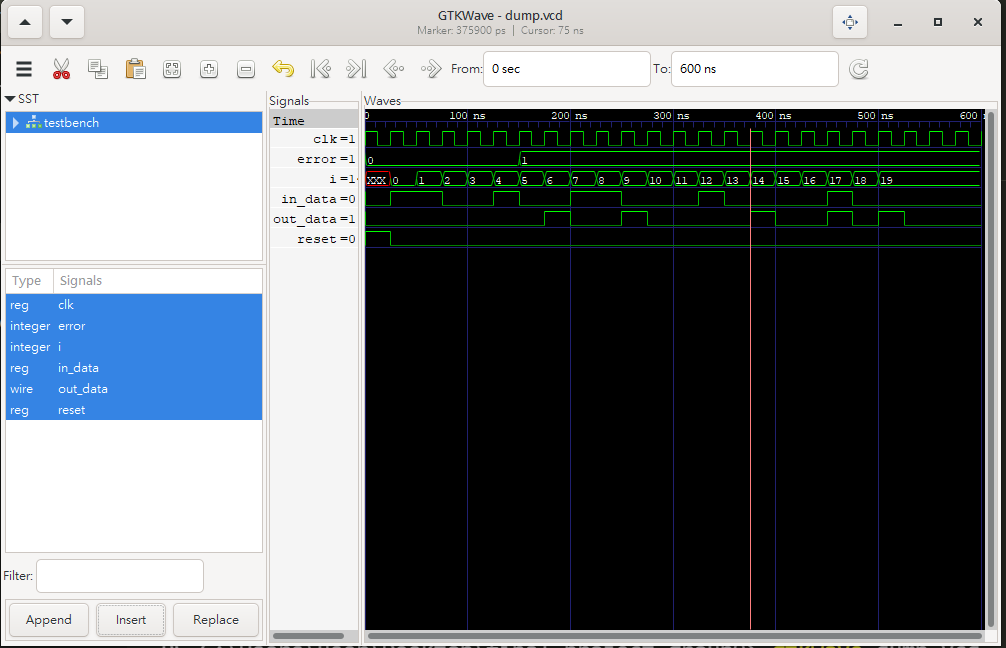 GTKWave - dump.vcd
Marker: 375900 ps | Cursor: 75 ns
From: 0 sec To: 600 ns
SST
testbench
Type Signals
reg clk
integer error
integer i
reg in_data
wire out_data
reg reset
Filter:
Append Insert Replace
Signals
Time
clk=1
error=1
i=1
in_data=0
out_data=1
reset=0
Waves
0 100 ns 200 ns 300 ns 400 ns 500 ns 600
0 1
XXX 0 1 2 3 4 5 6 7 8 9 10 11 12 13 14 15 16 17 18 19